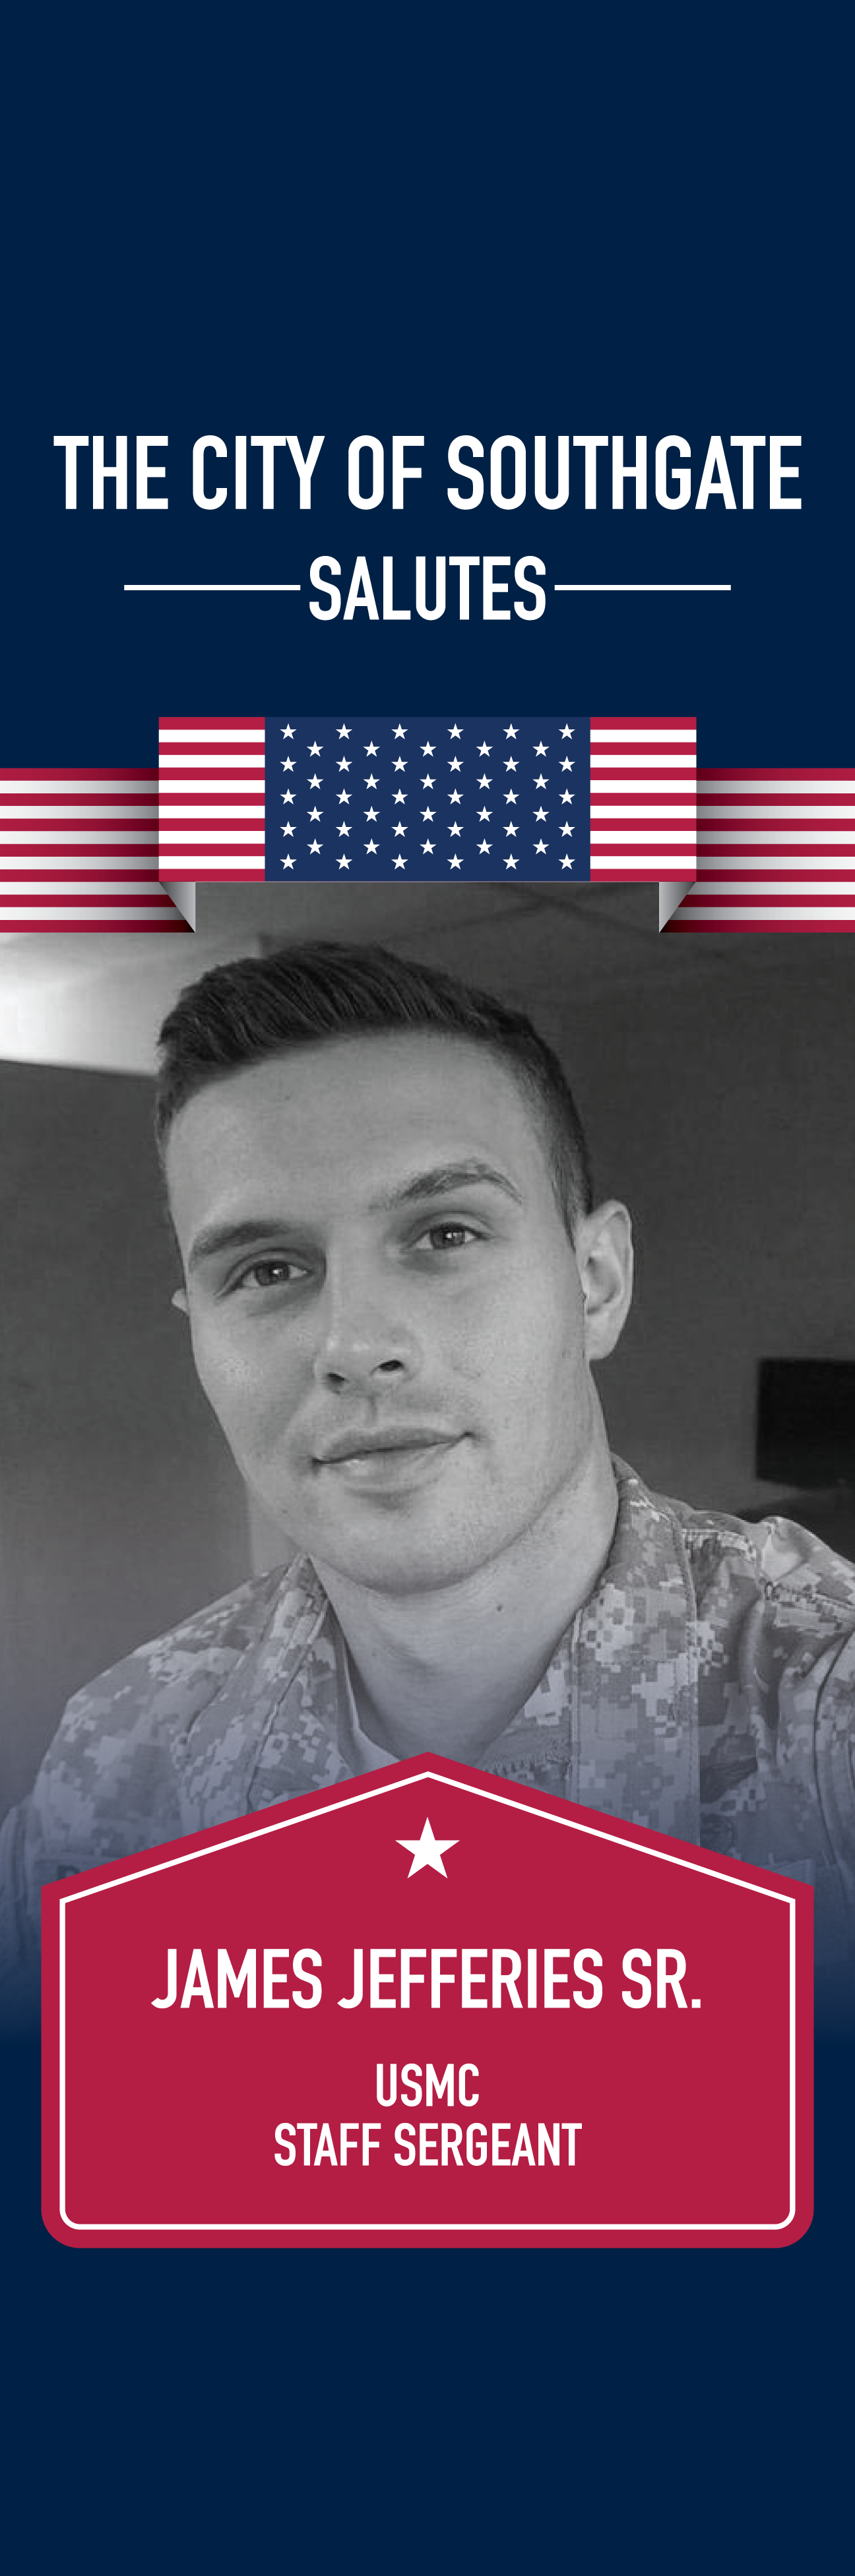 THE CITY OF SOUTHGATE
SALUTES
JAMES JEFFERIES SR.
USMC
STAFF SERGEANT